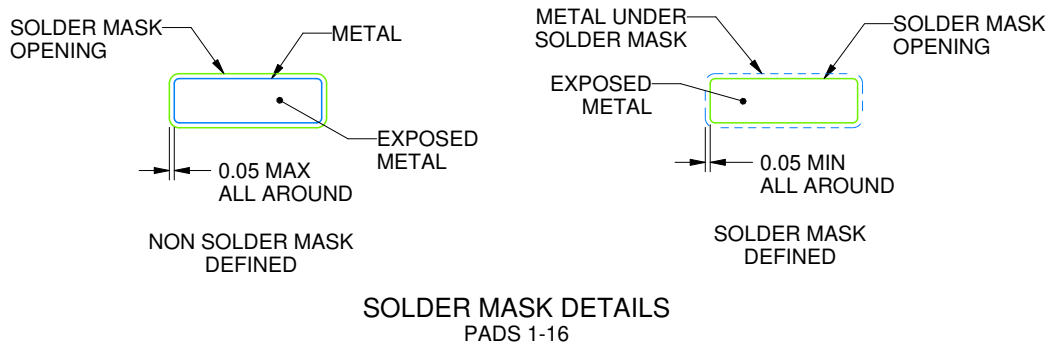 SOLDER MASK
OPENING
METAL
EXPOSED
METAL
0.05 MAX
ALL AROUND
NON SOLDER MASK
DEFINED
METAL UNDER
SOLDER MASK
SOLDER MASK
OPENING
EXPOSED
METAL
0.05 MIN
ALL AROUND
SOLDER MASK
DEFINED
SOLDER MASK DETAILS
PADS 1-16